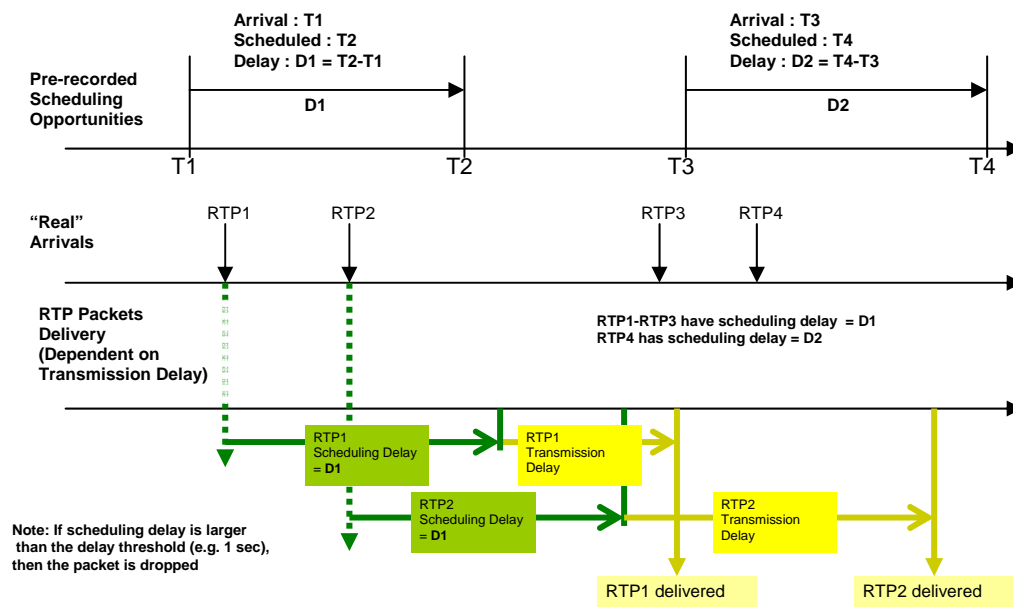 Arrival : T1
Scheduled : T2
Delay : D1 = T2-T1
Arrival : T3
Scheduled : T4
Delay : D2 = T4-T3
Pre-recorded
Scheduling
Opportunities
D1
D2
T1
T2
T3
T4
“Real”
Arrivals
RTP1
RTP2
RTP3
RTP4
RTP Packets
Delivery
(Dependent on
Transmission Delay)
RTP1-RTP3 have scheduling delay = D1
RTP4 has scheduling delay = D2
RTP1
Scheduling Delay
= D1
RTP1
Transmission
Delay
RTP2
Scheduling Delay
= D1
RTP2
Transmission
Delay
Note: If scheduling delay is larger
than the delay threshold (e.g. 1 sec),
then the packet is dropped
RTP1 delivered
RTP2 delivered